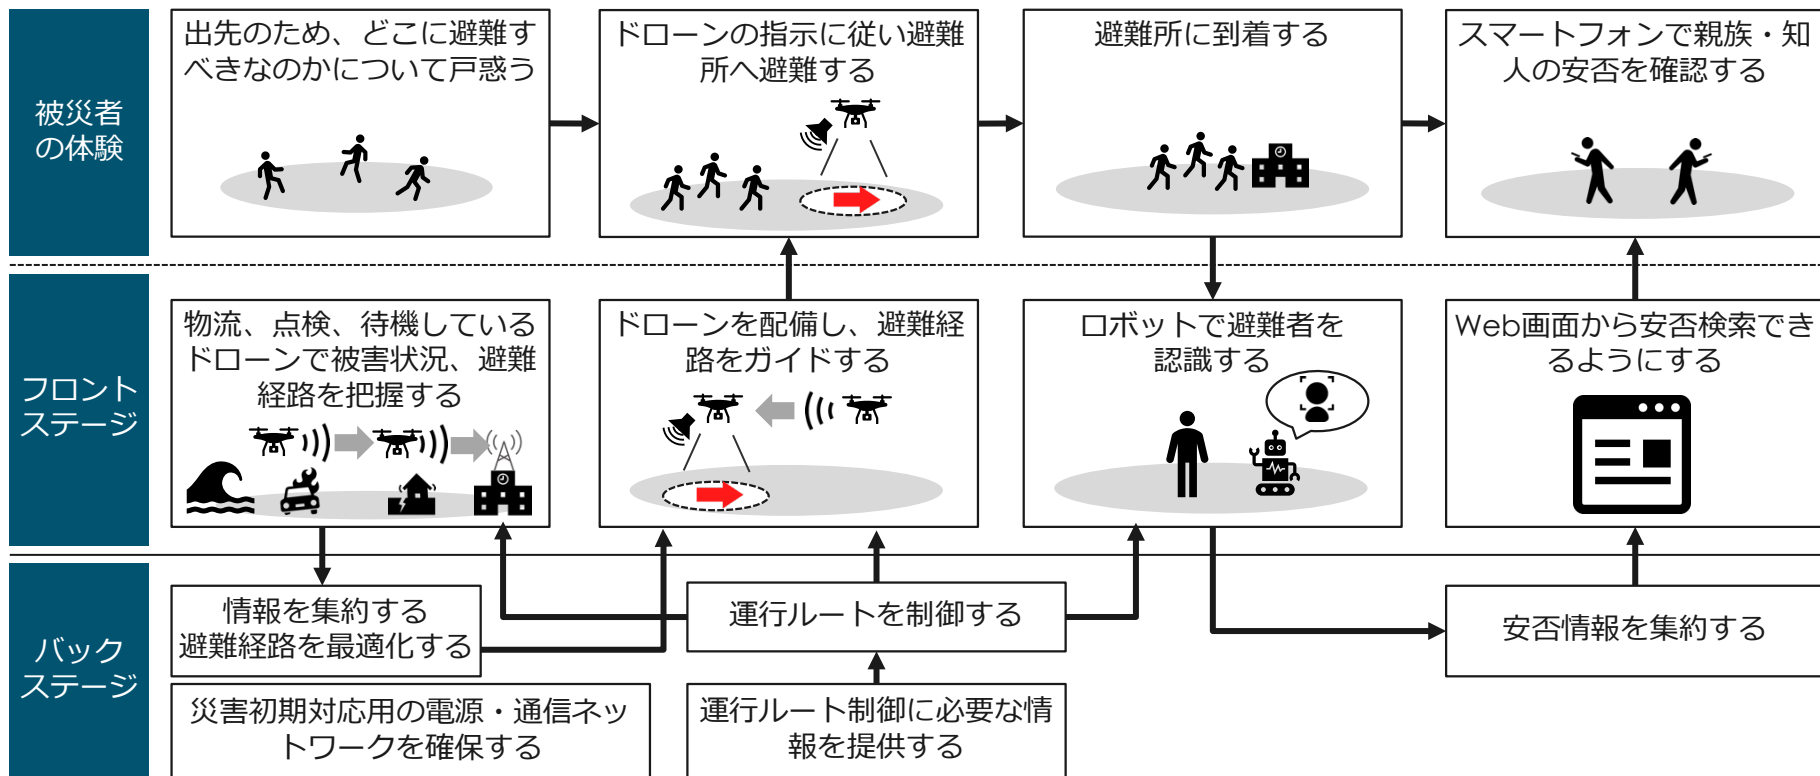 被災者
の体験
出先のため、どこに避難す
べきなのかについて戸惑う
ドローンの指示に従い避難
所へ避難する
避難所に到着する
スマートフォンで親族・知
人の安否を確認する
フロント
ステージ
物流、点検、待機している
ドローンで被害状況、避難
経路を把握する
ドローンを配備し、避難経
路をガイドする
ロボットで避難者を
認識する
Web画面から安否検索でき
るようにする
バック
ステージ
情報を集約する
避難経路を最適化する
運行ルートを制御する
安否情報を集約する
災害初期対応用の電源・通信ネッ
トワークを確保する
運行ルート制御に必要な情
報を提供する